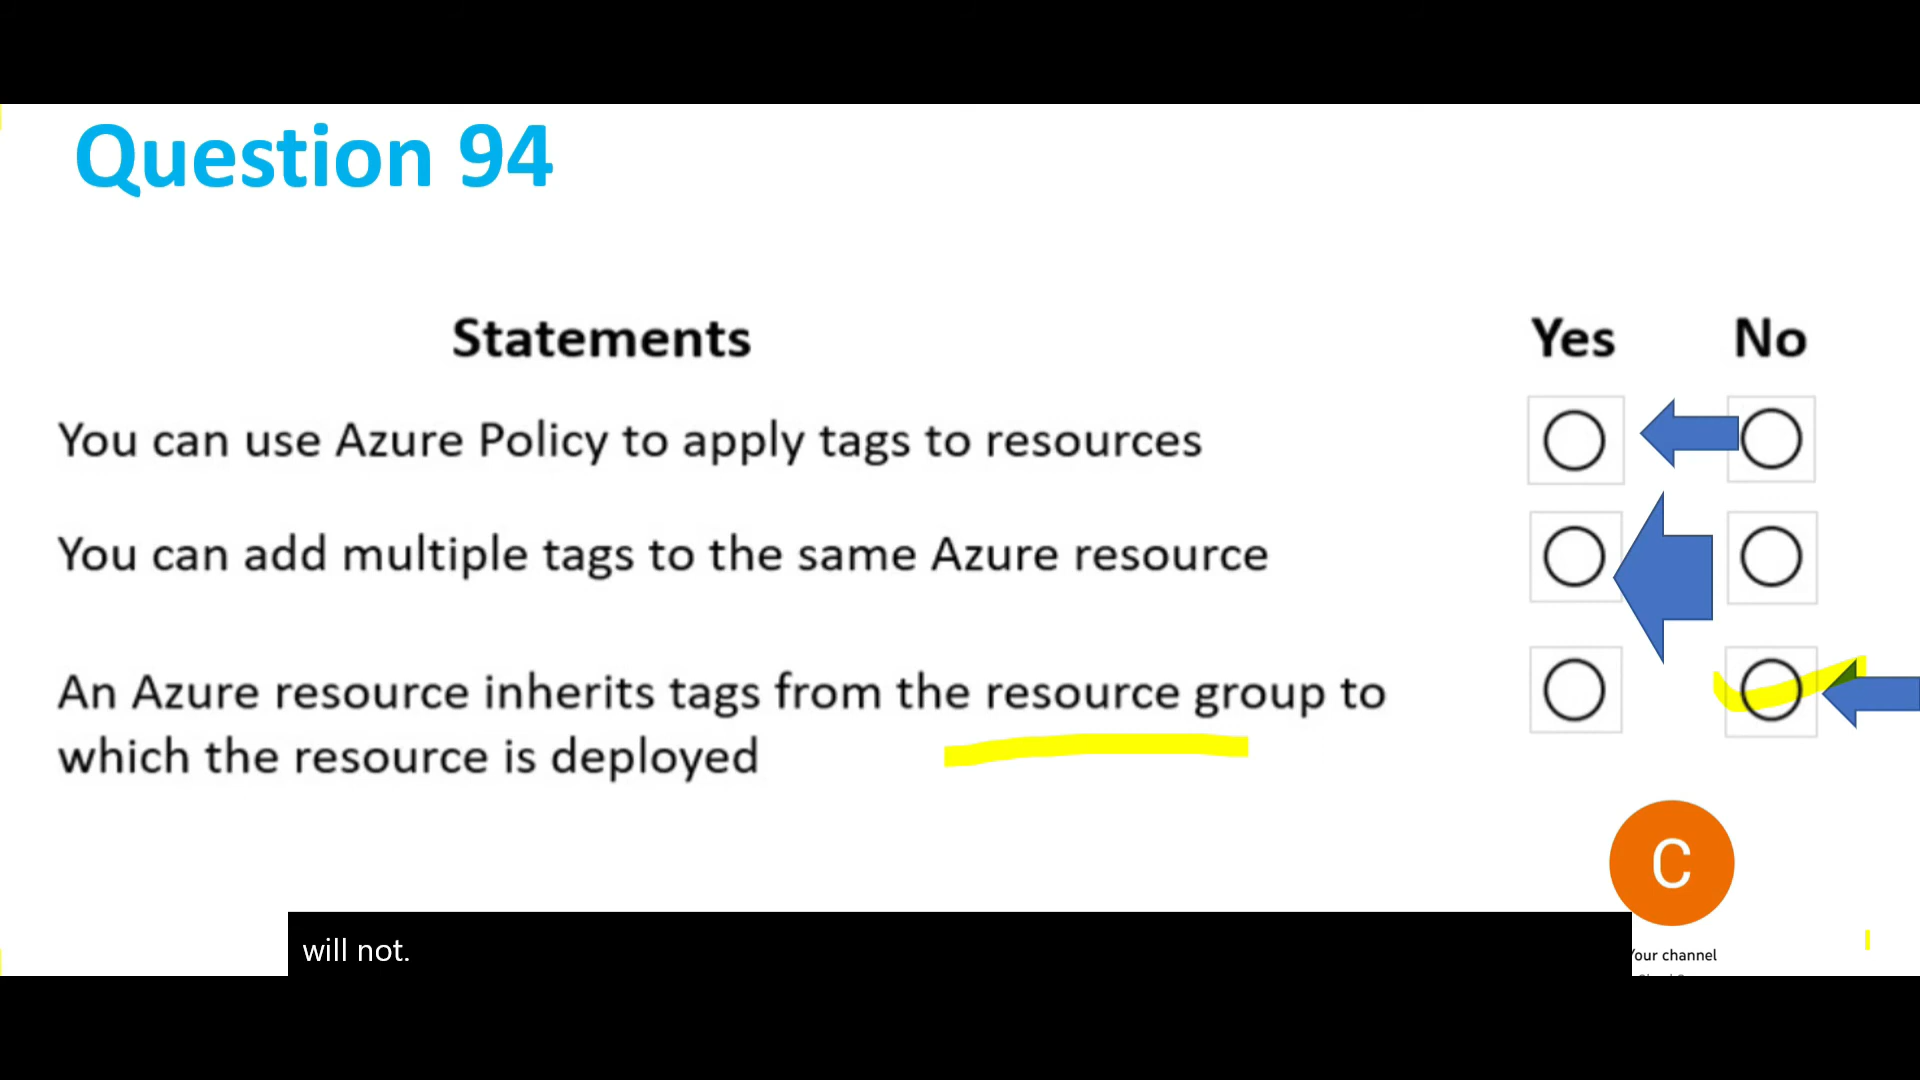 Question 94
Statements Yes No
You can use Azure Policy to apply tags to resources
You can add multiple tags to the same Azure resource
An Azure resource inherits tags from the resource group to
which the resource is deployed
C
will not.
Your channel